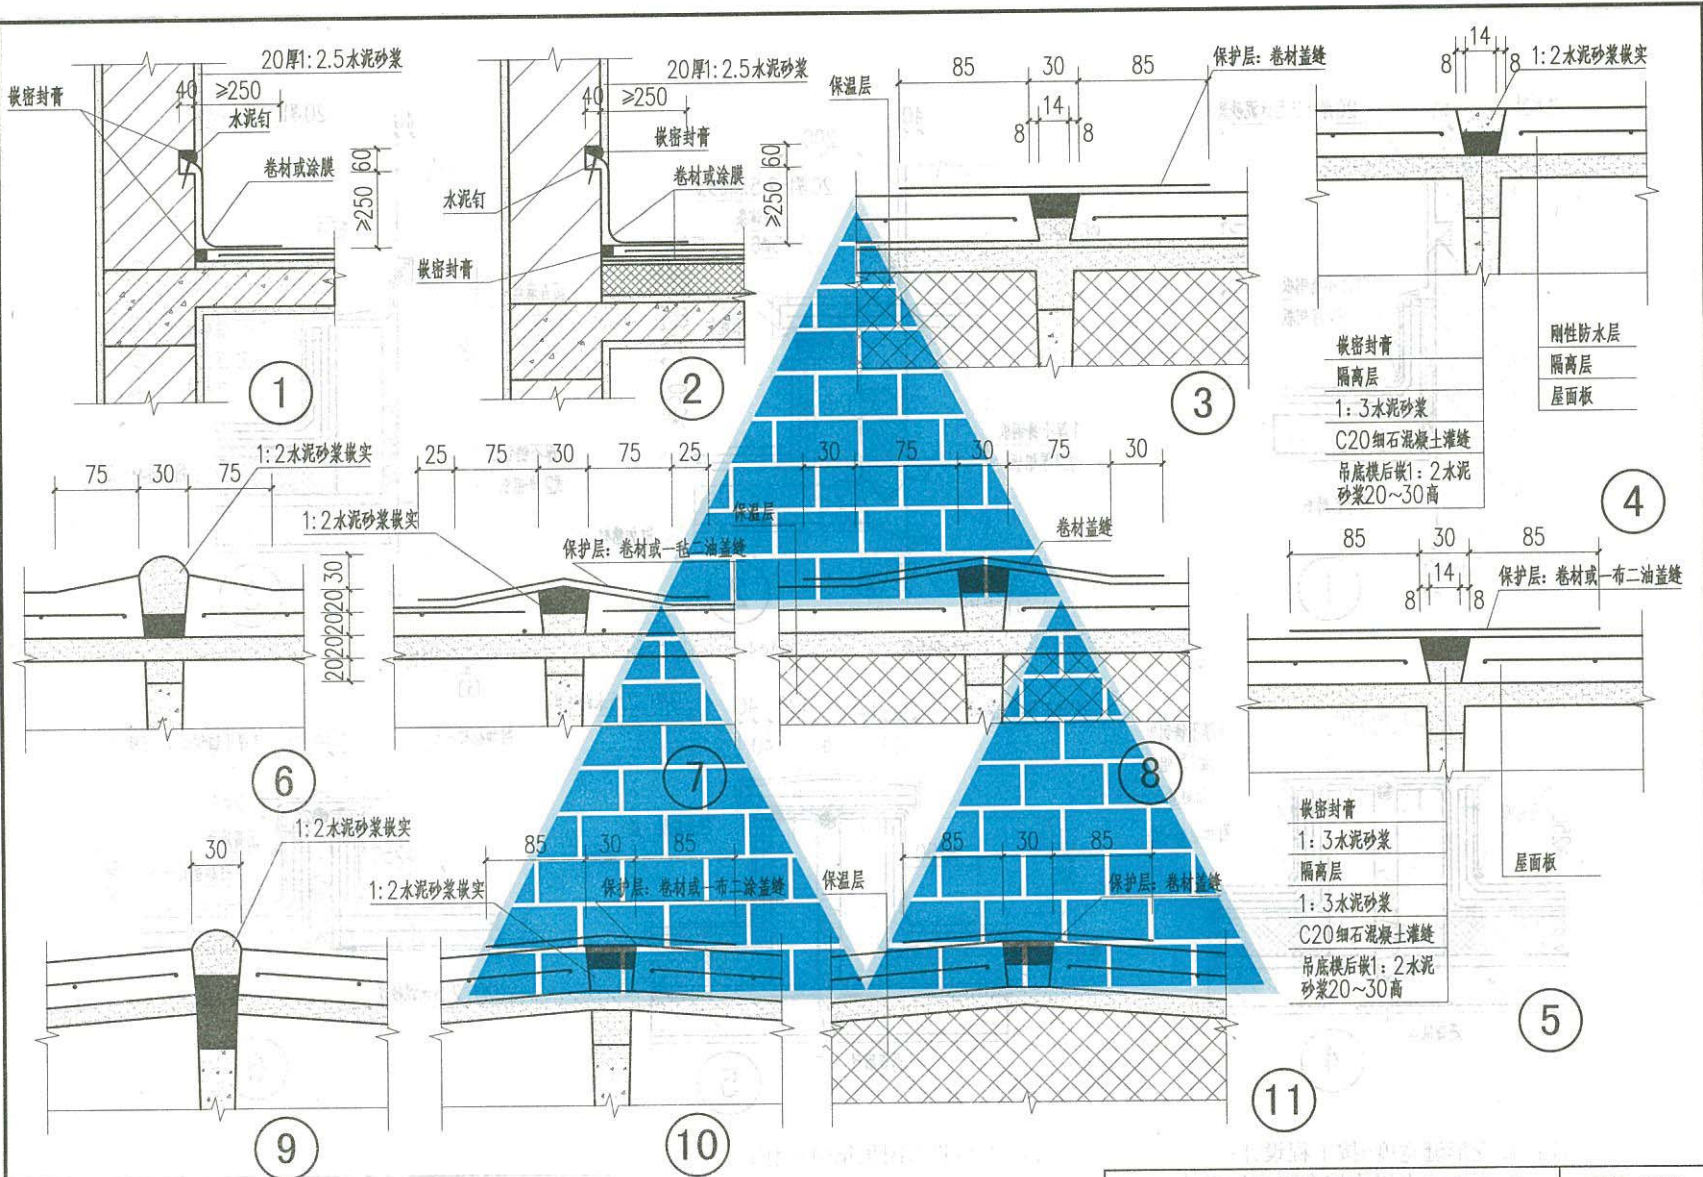 20厚1:2.5水泥砂浆
嵌密封膏
40
≥250
水泥钉
卷材或涂膜
60
≥250
1
20厚1:2.5水泥砂浆
40
≥250
嵌密封膏
卷材或涂膜
水泥钉
60
≥250
嵌密封膏
2
保温层
85
30
85
保护层：卷材盖缝
14
8
8
3
14
8
8
1:2水泥砂浆嵌实
嵌密封膏
隔离层
1:3水泥砂浆
C20细石混凝土灌缝
吊底模后嵌1:2水泥
砂浆20~30高
刚性防水层
隔离层
屋面板
4
1:2水泥砂浆嵌实
75
30
75
30
20
20
20
20
6
25
75
30
75
25
1:2水泥砂浆嵌实
保护层：卷材或一毡二油盖缝
7
30
75
30
75
30
保温层
卷材盖缝
8
85
30
85
14
8
8
保护层：卷材或一布二油盖缝
嵌密封膏
1:3水泥砂浆
隔离层
1:3水泥砂浆
C20细石混凝土灌缝
吊底模后嵌1:2水泥
砂浆20~30高
屋面板
5
1:2水泥砂浆嵌实
30
9
85
30
85
1:2水泥砂浆嵌实
保护层：卷材或一布二涂盖缝
10
85
30
85
保温层
保护层：卷材盖缝
11